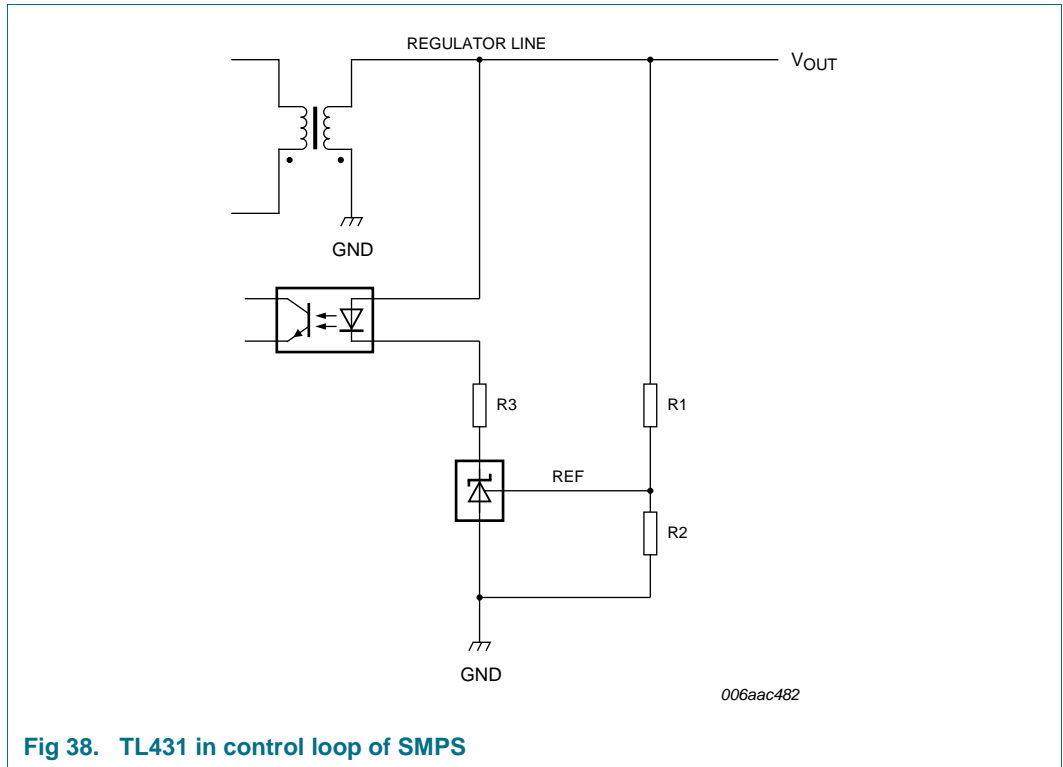 REGULATOR LINE
VOUT
GND
R3
R1
REF
R2
GND
006aac482
Fig 38. TL431 in control loop of SMPS